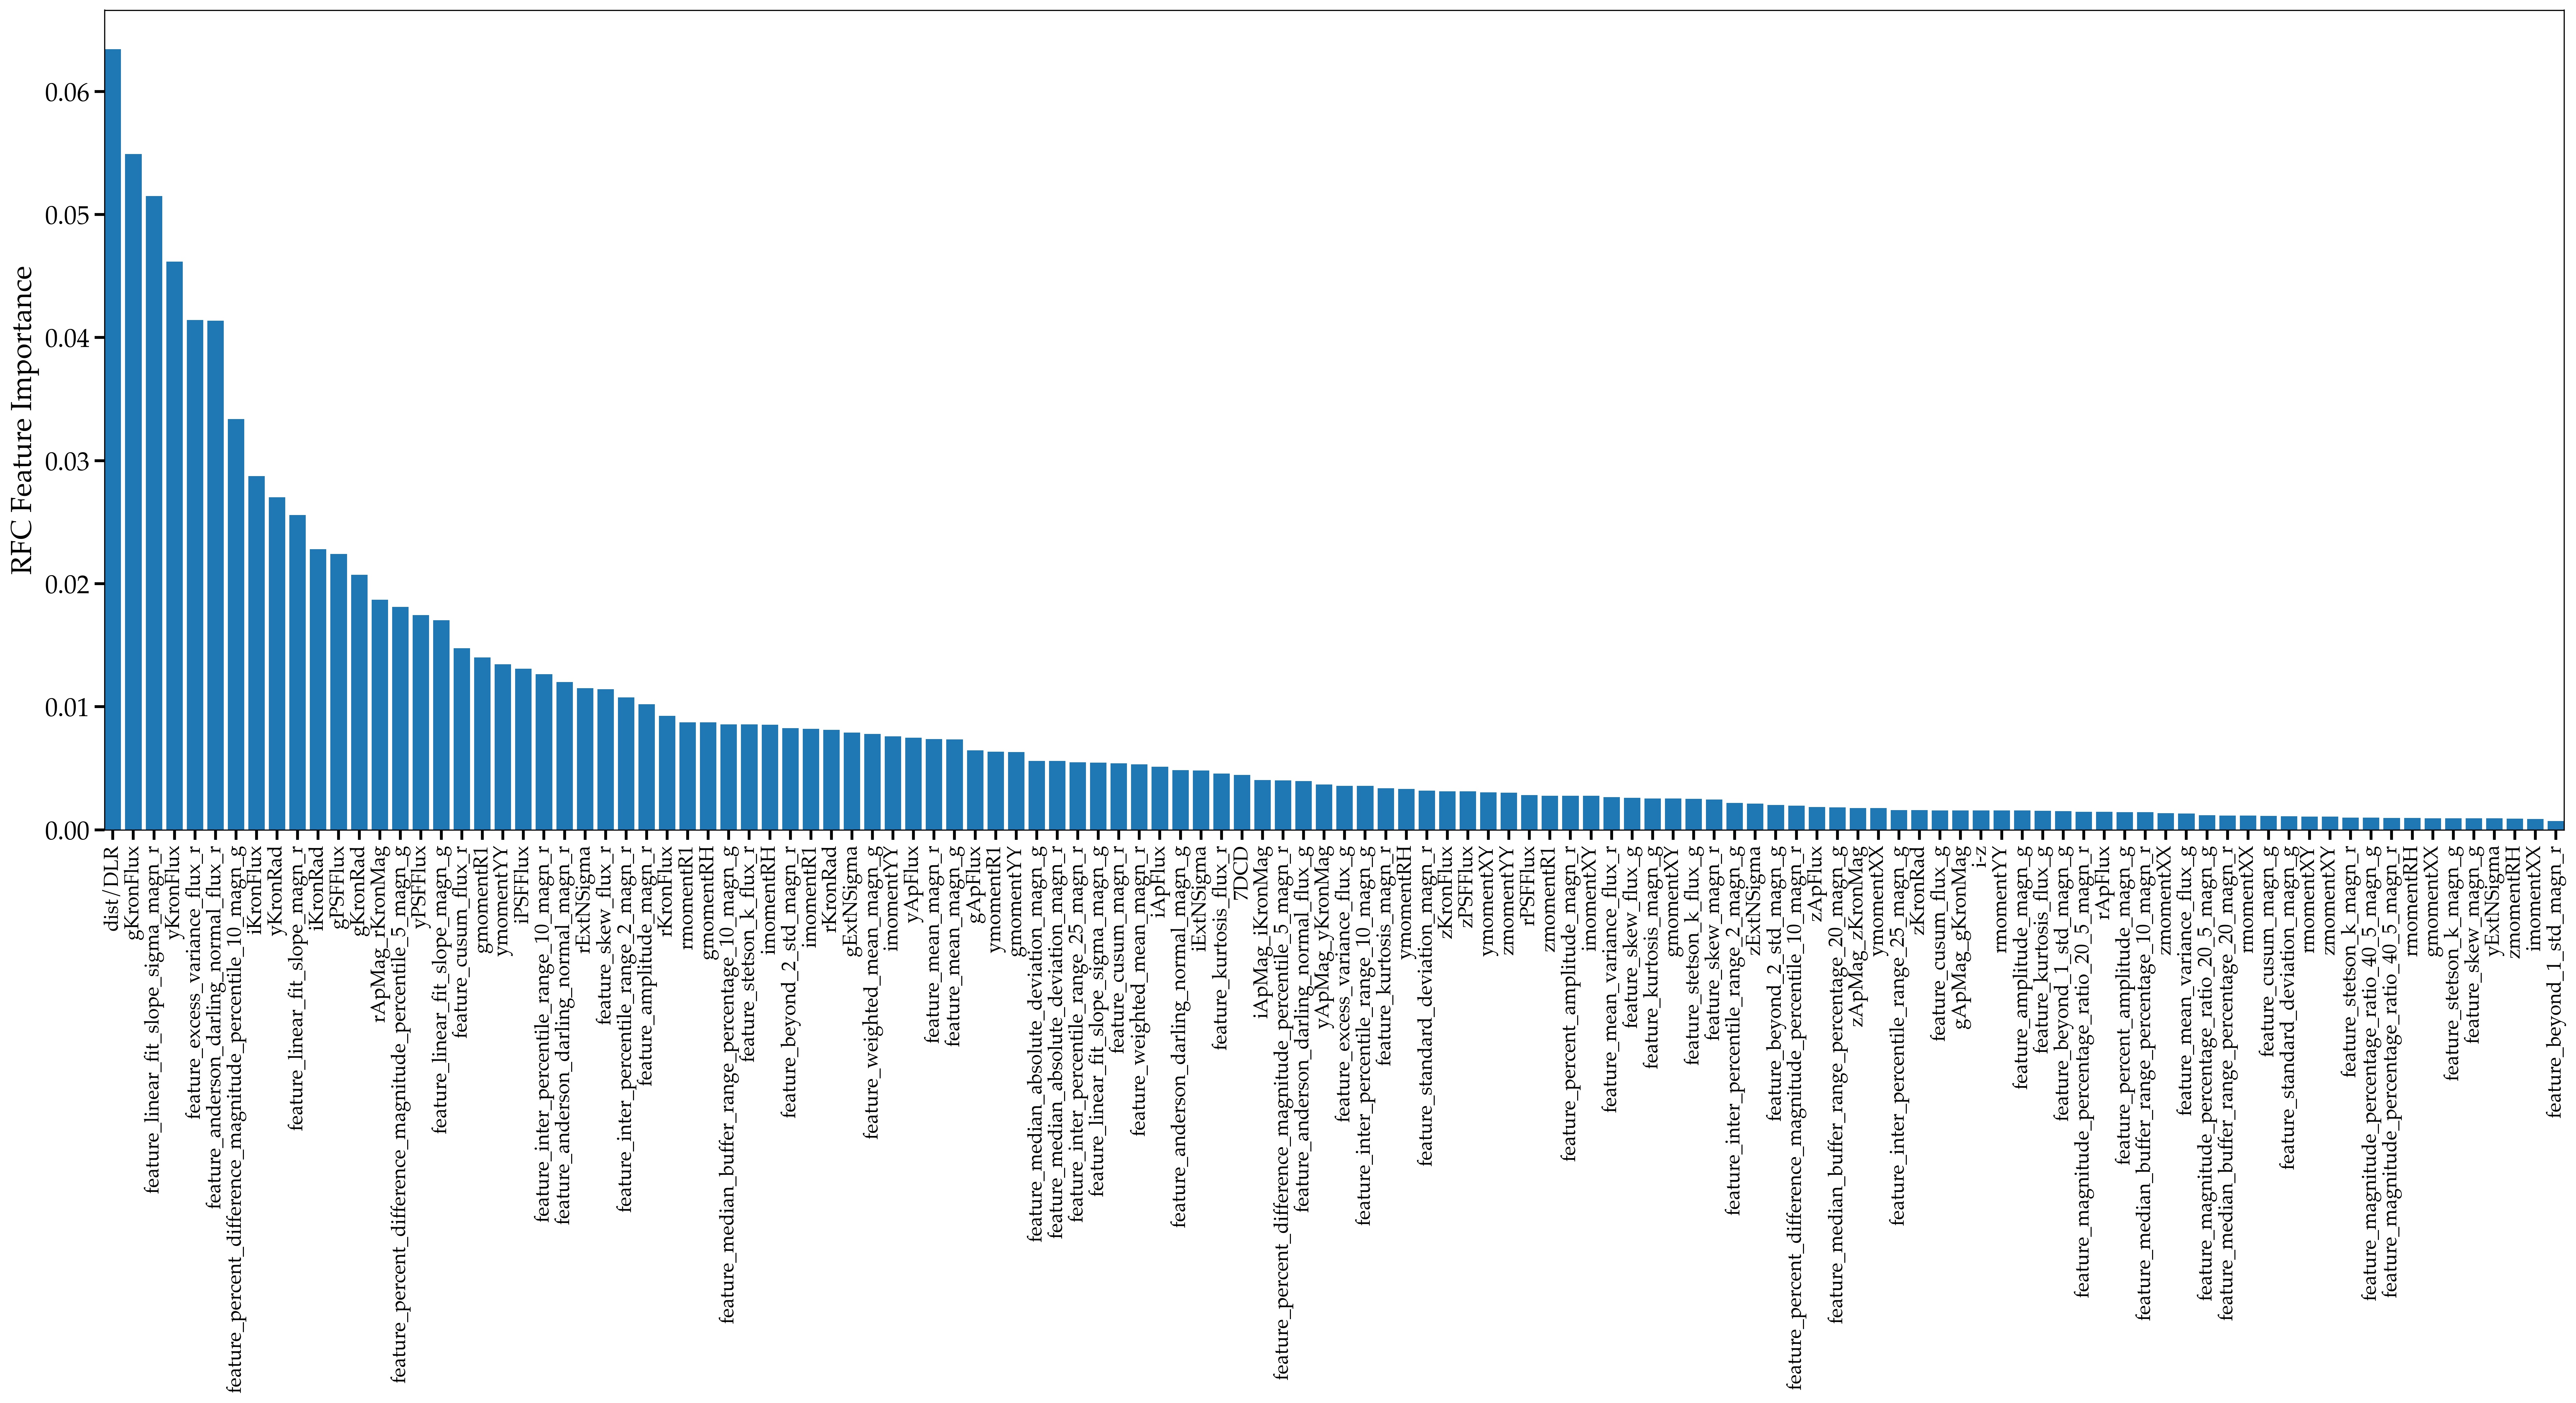 RFC Feature Importance
0.06
0.05
0.04
0.03
0.02
0.01
0.00
dist/DLR
gKronFlux
feature_linear_fit_slope_sigma_magn_r
yKronFlux
feature_excess_variance_flux_r
feature_anderson_darling_normal_flux_r
feature_percent_difference_magnitude_percentile_10_magn_g
iKronFlux
yKronRad
feature_linear_fit_slope_magn_r
iKronRad
gPSFFlux
gKronRad
rApMag_rKronMag
feature_percent_difference_magnitude_percentile_5_magn_g
yPSFFlux
feature_linear_fit_slope_magn_g
feature_cusum_flux_r
gmomentR1
ymomentYY
iPSFFlux
feature_inter_percentile_range_10_magn_r
feature_anderson_darling_normal_magn_r
rExtNSigma
feature_skew_flux_r
feature_inter_percentile_range_2_magn_r
feature_amplitude_magn_r
rKronFlux
rmomentR1
gmomentRH
feature_median_buffer_range_percentage_10_magn_g
feature_stetson_k_flux_r
imomentRH
feature_beyond_2_std_magn_r
imomentR1
rKronRad
gExtNSigma
feature_weighted_mean_magn_g
imomentYY
yApFlux
feature_mean_magn_r
feature_mean_magn_g
gApFlux
ymomentR1
gmomentYY
feature_median_absolute_deviation_magn_g
feature_median_absolute_deviation_magn_r
feature_inter_percentile_range_25_magn_r
feature_linear_fit_slope_sigma_magn_g
feature_cusum_magn_r
feature_weighted_mean_magn_r
iApFlux
feature_anderson_darling_normal_magn_g
iExtNSigma
feature_kurtosis_flux_r
7DCD
iApMag_iKronMag
feature_percent_difference_magnitude_percentile_5_magn_r
feature_anderson_darling_normal_flux_g
yApMag_yKronMag
feature_excess_variance_flux_g
feature_inter_percentile_range_10_magn_g
feature_kurtosis_magn_r
ymomentRH
feature_standard_deviation_magn_r
zKronFlux
zPSFFlux
ymomentXY
zmomentYY
rPSFFlux
zmomentR1
feature_percent_amplitude_magn_r
imomentXY
feature_mean_variance_flux_r
feature_skew_flux_g
feature_kurtosis_magn_g
gmomentXY
feature_stetson_k_flux_g
feature_skew_magn_r
feature_inter_percentile_range_2_magn_g
zExtNSigma
feature_beyond_2_std_magn_g
feature_percent_difference_magnitude_percentile_10_magn_r
zApFlux
feature_median_buffer_range_percentage_20_magn_g
zApMag_zKronMag
ymomentXX
feature_inter_percentile_range_25_magn_g
zKronRad
feature_cusum_flux_g
gApMag_gKronMag
i-z
rmomentYY
feature_amplitude_magn_g
feature_kurtosis_flux_g
feature_beyond_1_std_magn_g
feature_magnitude_percentage_ratio_20_5_magn_r
rApFlux
feature_percent_amplitude_magn_g
feature_median_buffer_range_percentage_10_magn_r
zmomentXX
feature_mean_variance_flux_g
feature_magnitude_percentage_ratio_20_5_magn_g
feature_median_buffer_range_percentage_20_magn_r
rmomentXX
feature_cusum_magn_g
feature_standard_deviation_magn_g
rmomentXY
zmomentXY
feature_stetson_k_magn_r
feature_magnitude_percentage_ratio_40_5_magn_g
feature_magnitude_percentage_ratio_40_5_magn_r
rmomentRH
gmomentXX
feature_stetson_k_magn_g
feature_skew_magn_g
yExtNSigma
zmomentRH
imomentXX
feature_beyond_1_std_magn_r